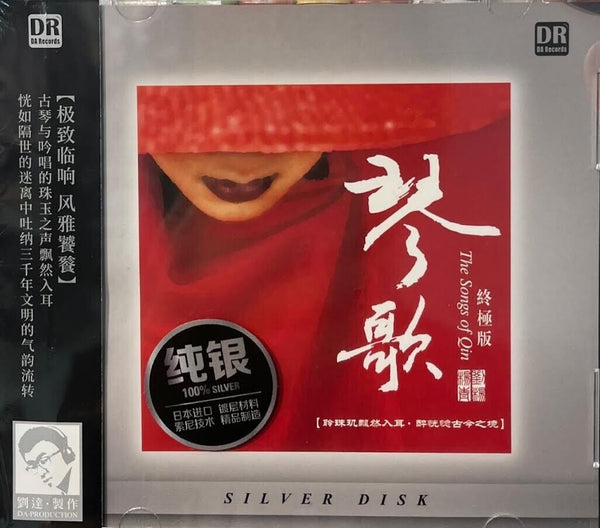 DR
DA Records
【极致临响 风雅饕餮】
古琴与吟唱的珠玉之声飘然入耳
恍如隔世的迷离中吐纳三千年文明的气韵流转
劉達·製作
DA·PRODUCTION
DR
DA Records
琴歌
The Songs of Qin
終極版
纯银
100% SILVER
日本进口 镀层材料
索尼技术 精品制造
【聆珠玑飄然入耳·醉恍惚古今之境】
SILVER DISK